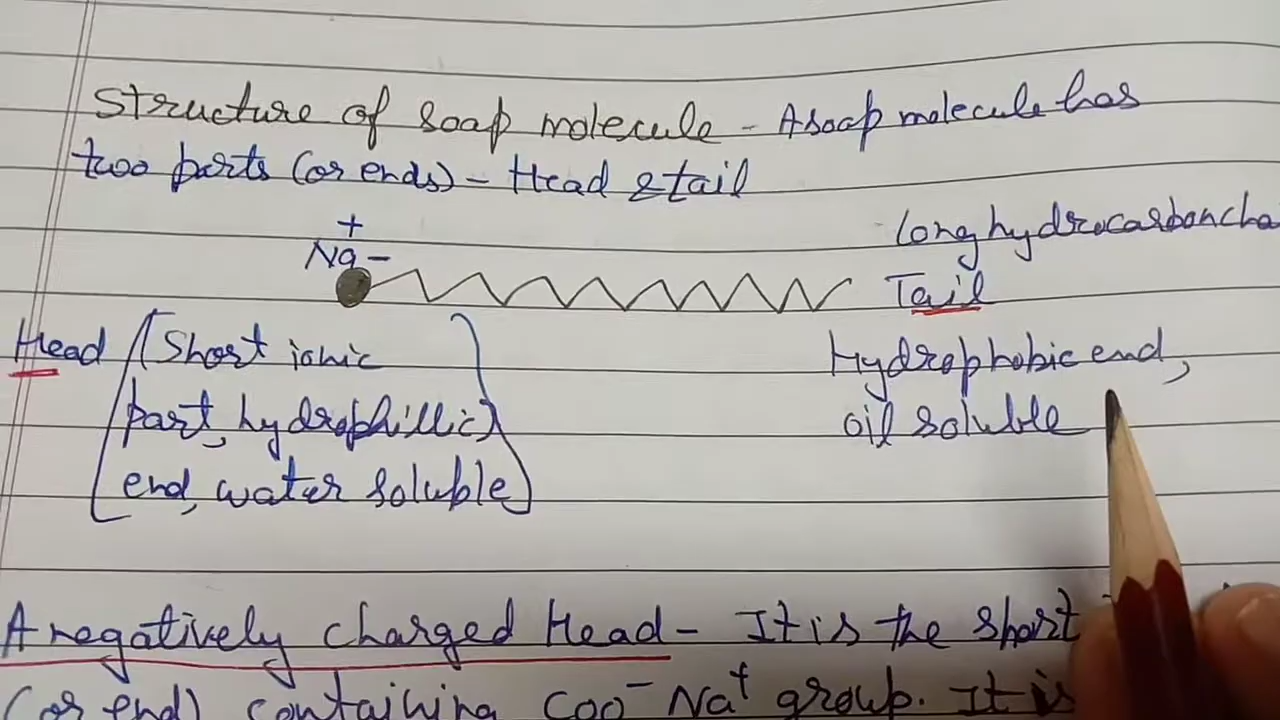 Structure of soap molecule - A soap molecule has
two parts (or ends) - Head & tail
+
Na -
long hydrocarbon cha
Tail
Head (Short ionic
part, hydrophillic
end, water soluble)
Hydrophobic end,
oil soluble
A negatively charged Head - It is the short
(or end) containing COO⁻ Na⁺ group. It is